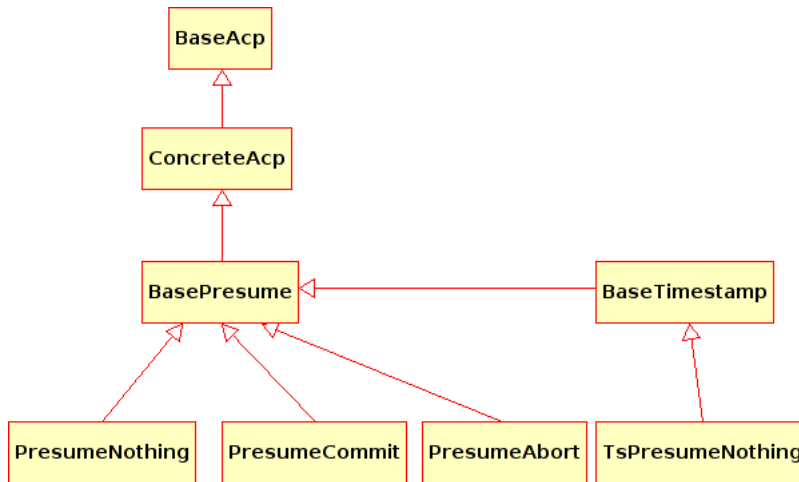 BaseAcp
ConcreteAcp
BasePresume
BaseTimestamp
PresumeNothing
PresumeCommit
PresumeAbort
TsPresumeNothing